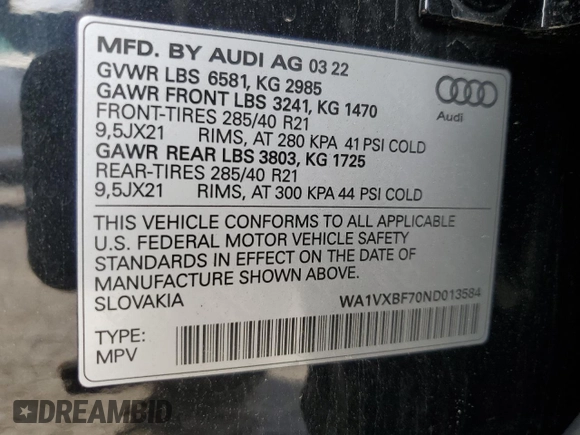 MFD. BY AUDI AG 03 22
GVWR LBS 6581, KG 2985
GAWR FRONT LBS 3241, KG 1470
FRONT-TIRES 285/40 R21
9,5JX21 RIMS, AT 280 KPA 41 PSI COLD
GAWR REAR LBS 3803, KG 1725
REAR-TIRES 285/40 R21
9,5JX21 RIMS, AT 300 KPA 44 PSI COLD
Audi
THIS VEHICLE CONFORMS TO ALL APPLICABLE
U.S. FEDERAL MOTOR VEHICLE SAFETY
STANDARDS IN EFFECT ON THE DATE OF
MANUFACTURE SHOWN ABOVE.
SLOVAKIA WA1VXBF70ND013584
TYPE:
MPV
DREAMBID